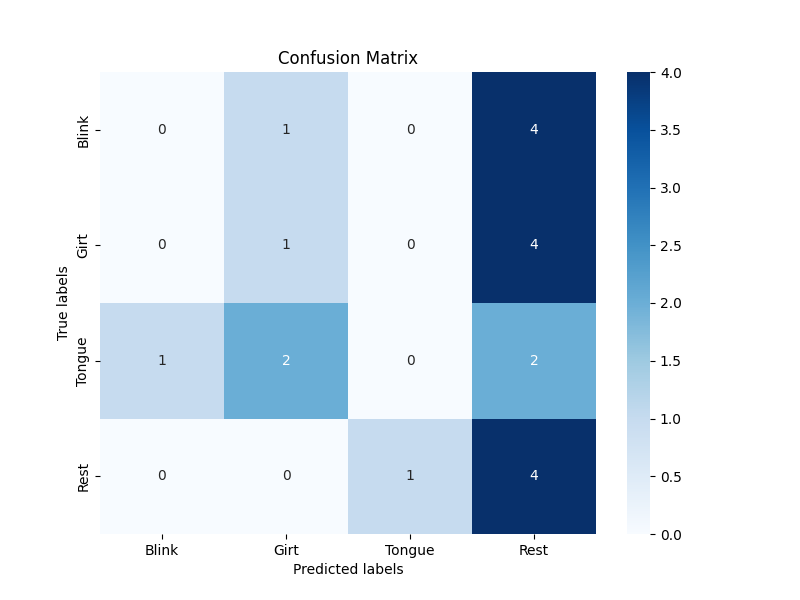 Confusion Matrix
True labels
Blink 0 1 0 4
Girt 0 1 0 4
Tongue 1 2 0 2
Rest 0 0 1 4
Blink Girt Tongue Rest
Predicted labels
4.0
3.5
3.0
2.5
2.0
1.5
1.0
0.5
0.0